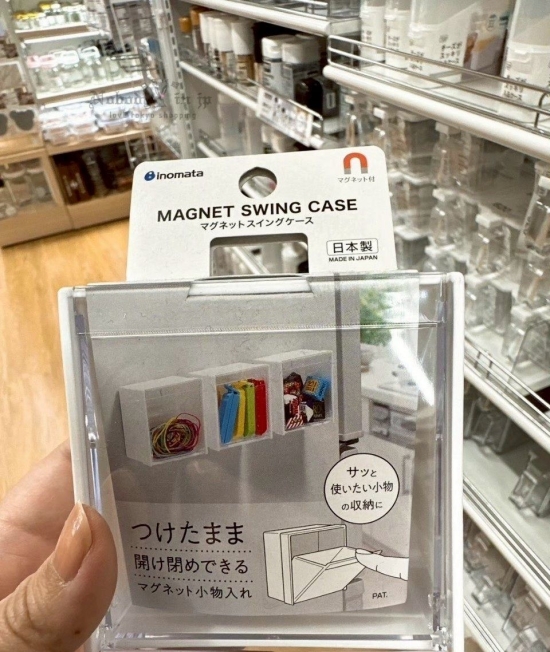 inomata
マグネット付
MAGNET SWING CASE
マグネットスイングケース
日本製
MADE IN JAPAN
サッと
使いたい小物
の収納に
つけたまま
開け閉めできる
マグネット小物入れ
PAT.